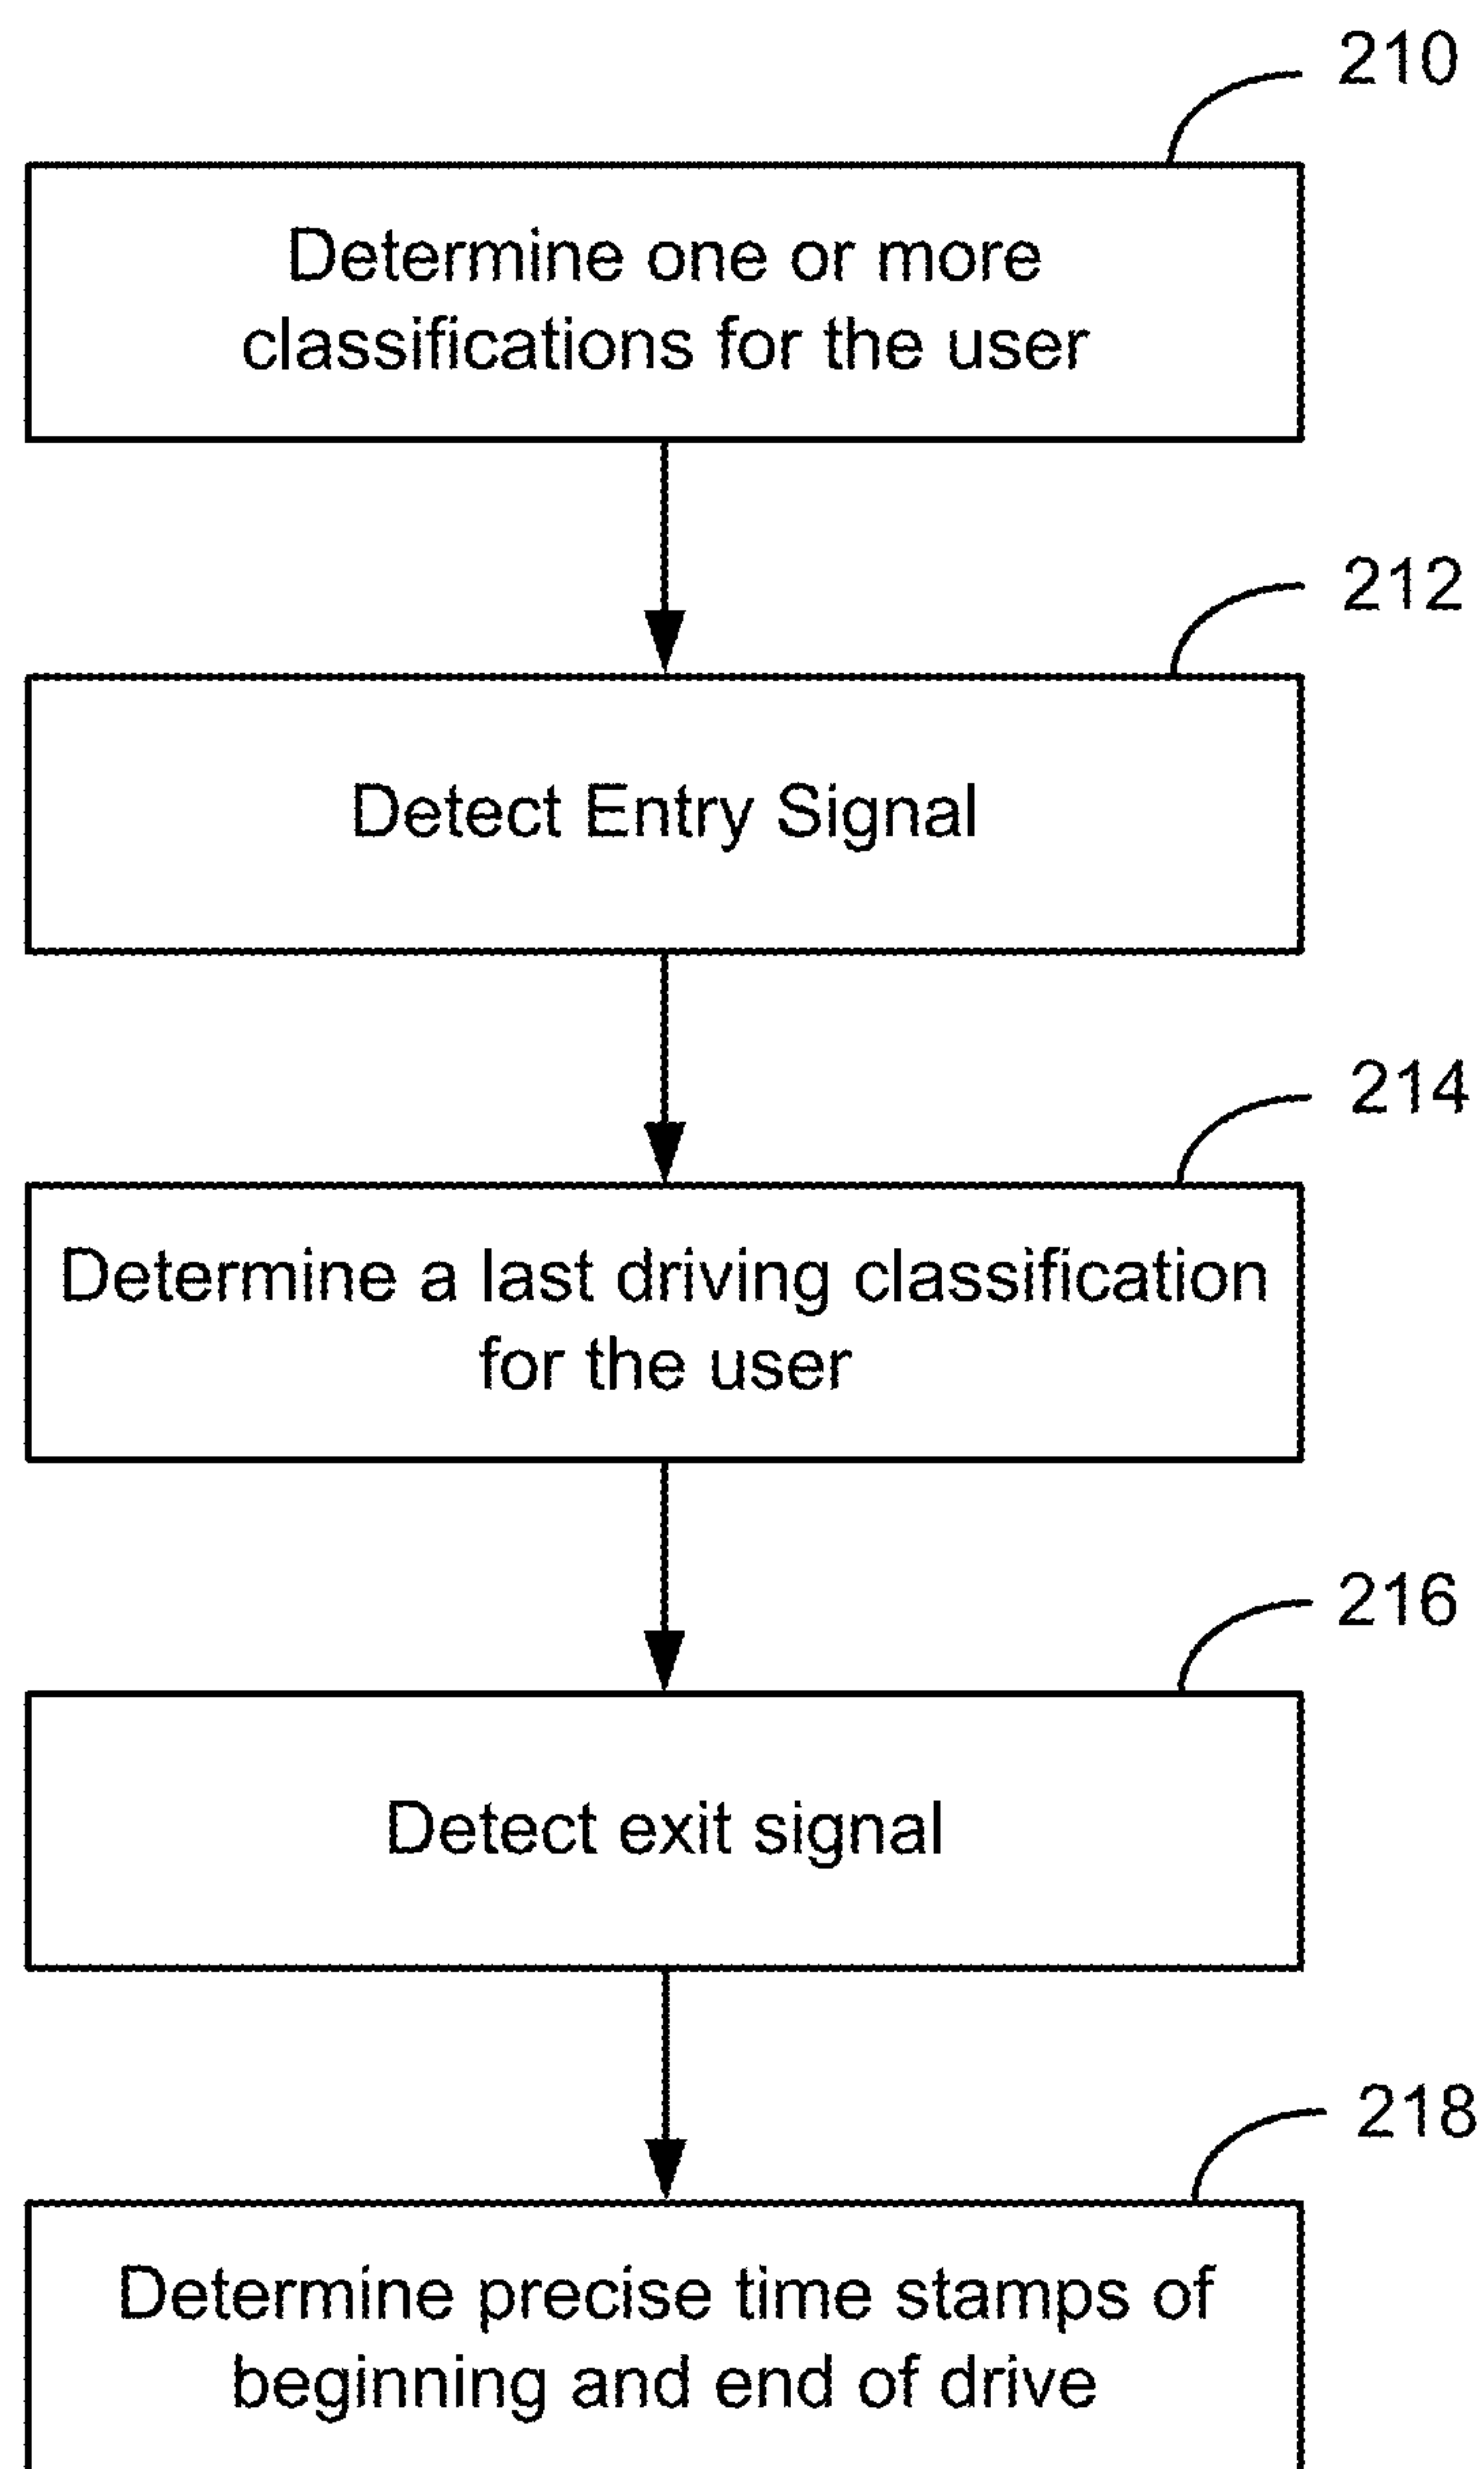 210
Determine one or more
classifications for the user
212
Detect Entry Signal
214
Determine a last driving classification
for the user
216
Detect exit signal
218
Determine precise time stamps of
beginning and end of drive